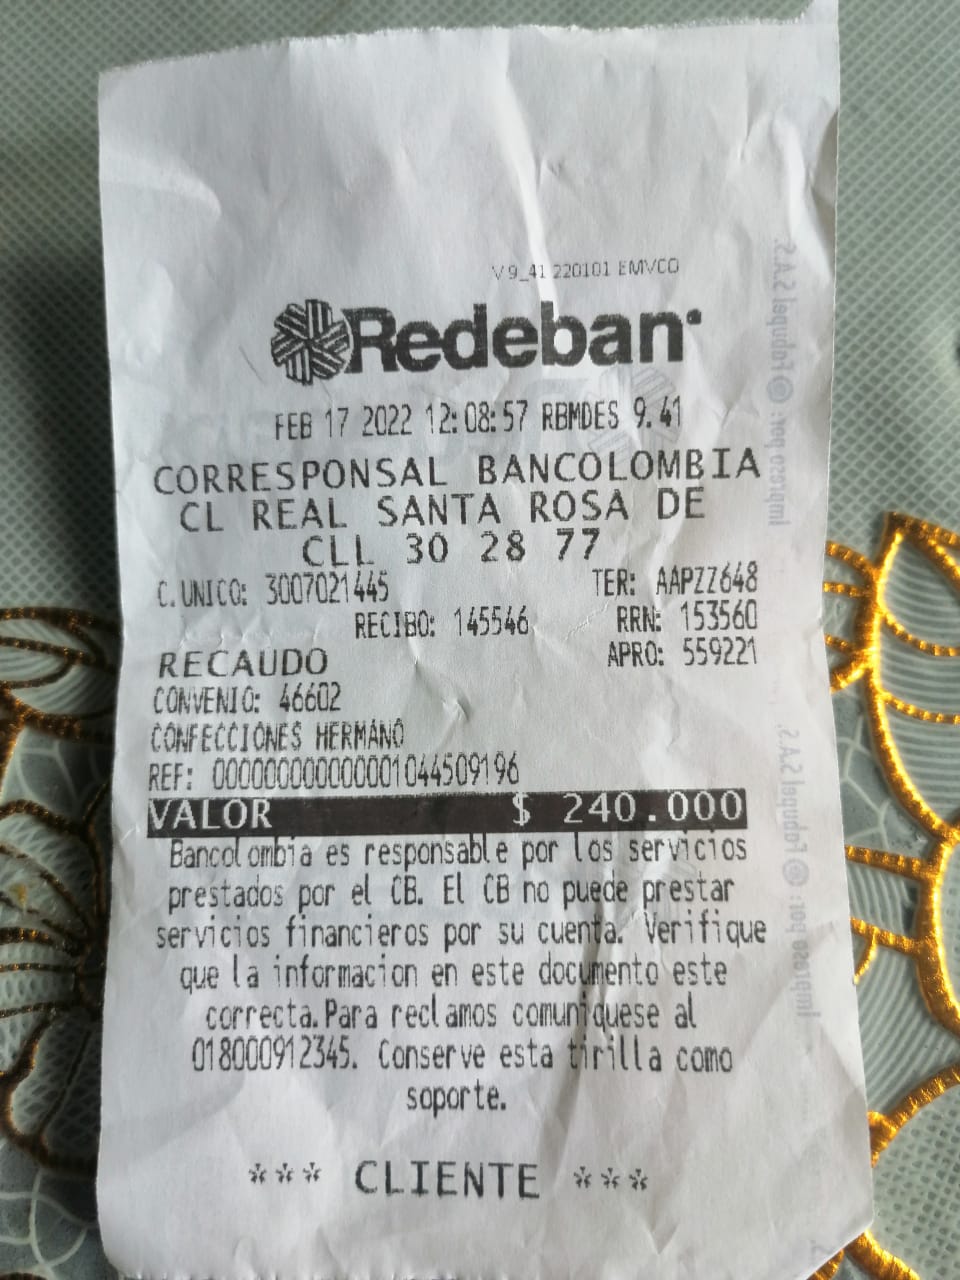 V9_41 220101 EMVCO
Redeban
FEB 17 2022 12:08:57 RBMDES 9.41
CORRESPONSAL BANCOLOMBIA
CL REAL SANTA ROSA DE
CLL 30 28 77
C.UNICO: 3007021445 TER: AAPZZ648
RECIBO: 145546 RRN: 153560
RECAUDO APRO: 559221
CONVENIO: 46602
CONFECCIONES HERMANO
REF: 00000000000001044509196
VALOR $ 240.000
Bancolombia es responsable por los servicios
prestados por el CB. El CB no puede prestar
servicios financieros por su cuenta. Verifique
que la informacion en este documento este
correcta.Para reclamos comuniquese al
018000912345. Conserve esta tirilla como
soporte.
*** CLIENTE ***
Impreso por:
S.A.S
Impreso por:
S.A.S